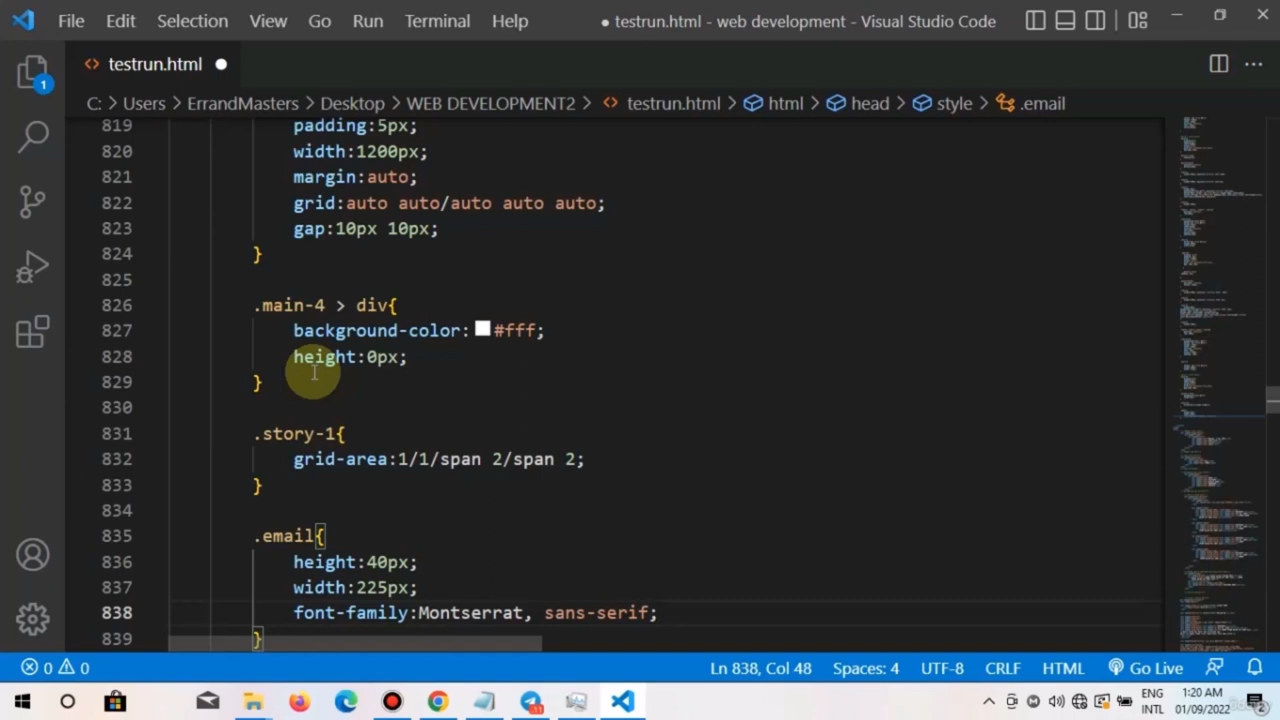 File Edit Selection View Go Run Terminal Help ● testrun.html - web development - Visual Studio Code
<> testrun.html ●
1
C: > Users > ErrandMasters > Desktop > WEB DEVELOPMENT2 > <> testrun.html > html > head > style > .email
819 padding:5px;
820 width:1200px;
821 margin:auto;
822 grid:auto auto/auto auto auto;
823 gap:10px 10px;
824 }
825
826 .main-4 > div{
827 background-color:#fff;
828 height:0px;
829 }
830
831 .story-1{
832 grid-area:1/1/span 2/span 2;
833 }
834
835 .email{
836 height:40px;
837 width:225px;
838 font-family:Montserrat, sans-serif;
839 }
0 0 Ln 838, Col 48 Spaces: 4 UTF-8 CRLF HTML Go Live
ENG 1:20 AM
INTL 01/09/2022